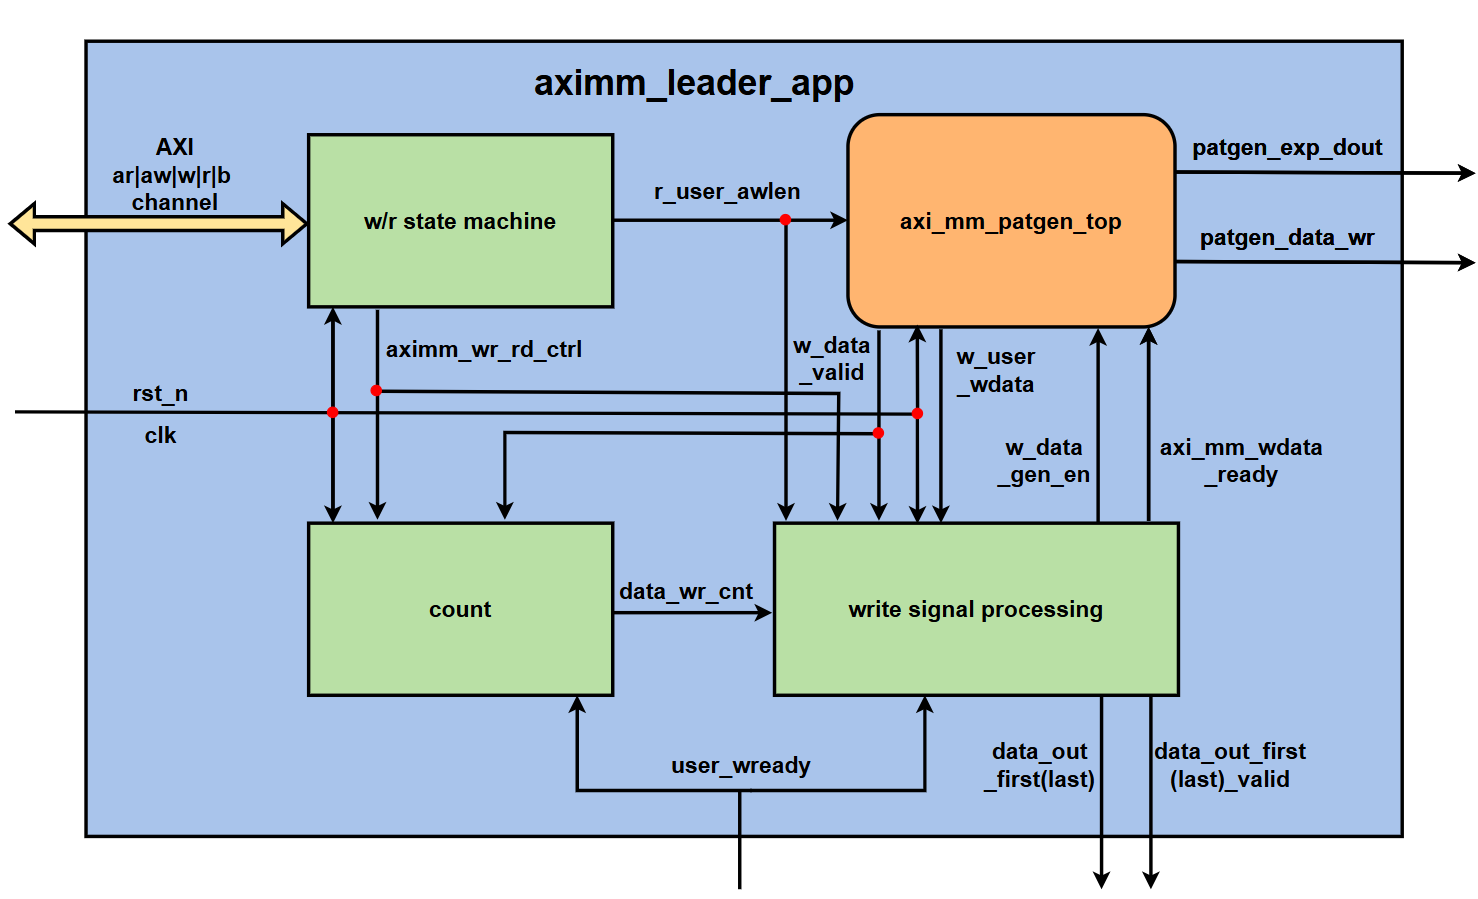 aximm_leader_app
AXI
ar|aw|w|r|b
channel
w/r state machine
r_user_awlen
axi_mm_patgen_top
patgen_exp_dout
patgen_data_wr
aximm_wr_rd_ctrl
w_data
_valid
w_user
_wdata
rst_n
clk
w_data
_gen_en
axi_mm_wdata
_ready
count
data_wr_cnt
write signal processing
user_wready
data_out
_first(last)
data_out_first
(last)_valid